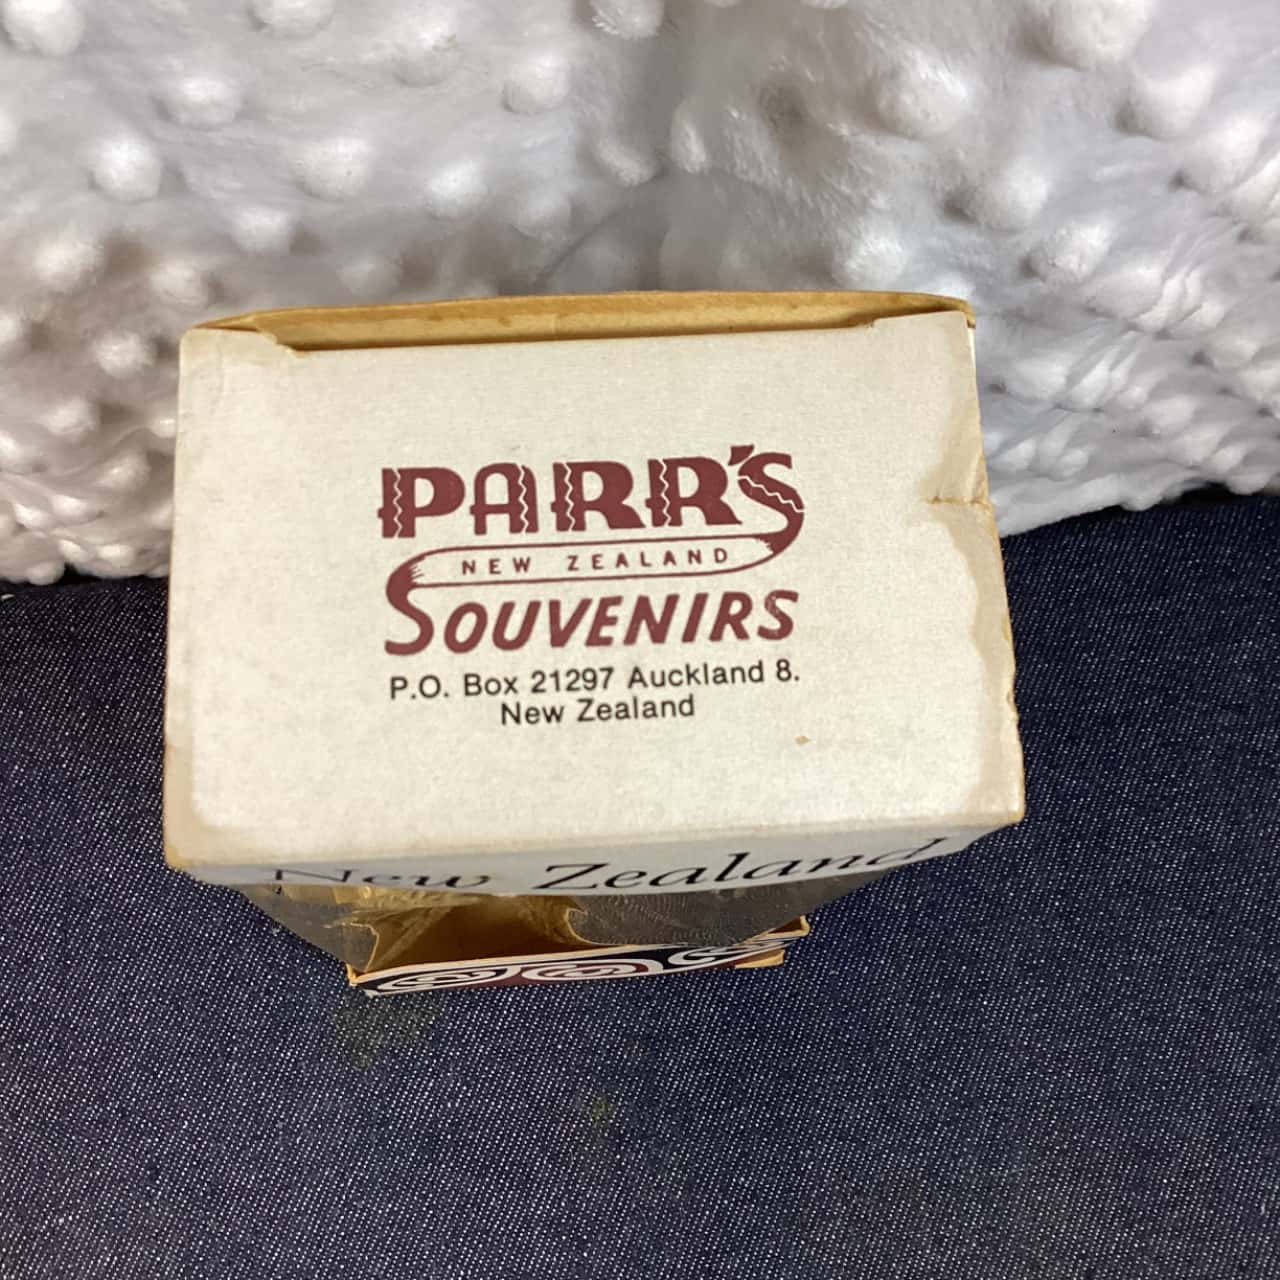 PARR'S
NEW ZEALAND
SOUVENIRS
P.O. Box 21297 Auckland 8.
New Zealand
New Zealand